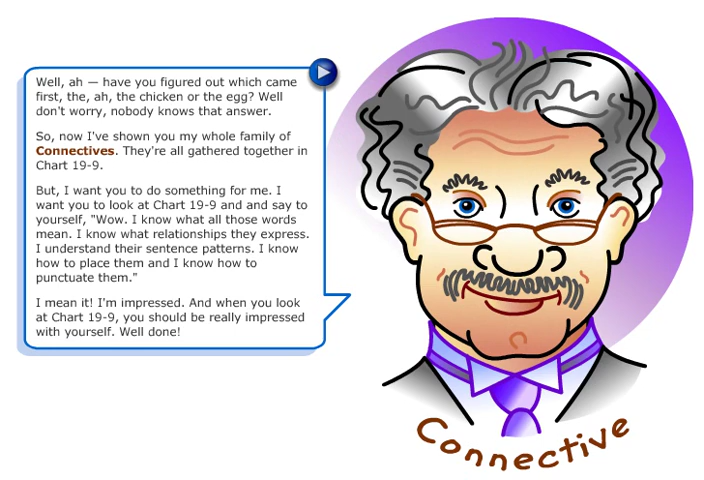 Well, ah — have you figured out which came
first, the, ah, the chicken or the egg? Well
don't worry, nobody knows that answer.
So, now I've shown you my whole family of
Connectives. They're all gathered together in
Chart 19-9.
But, I want you to do something for me. I
want you to look at Chart 19-9 and and say to
yourself, "Wow. I know what all those words
mean. I know what relationships they express.
I understand their sentence patterns. I know
how to place them and I know how to
punctuate them."
I mean it! I'm impressed. And when you look
at Chart 19-9, you should be really impressed
with yourself. Well done!
Connective